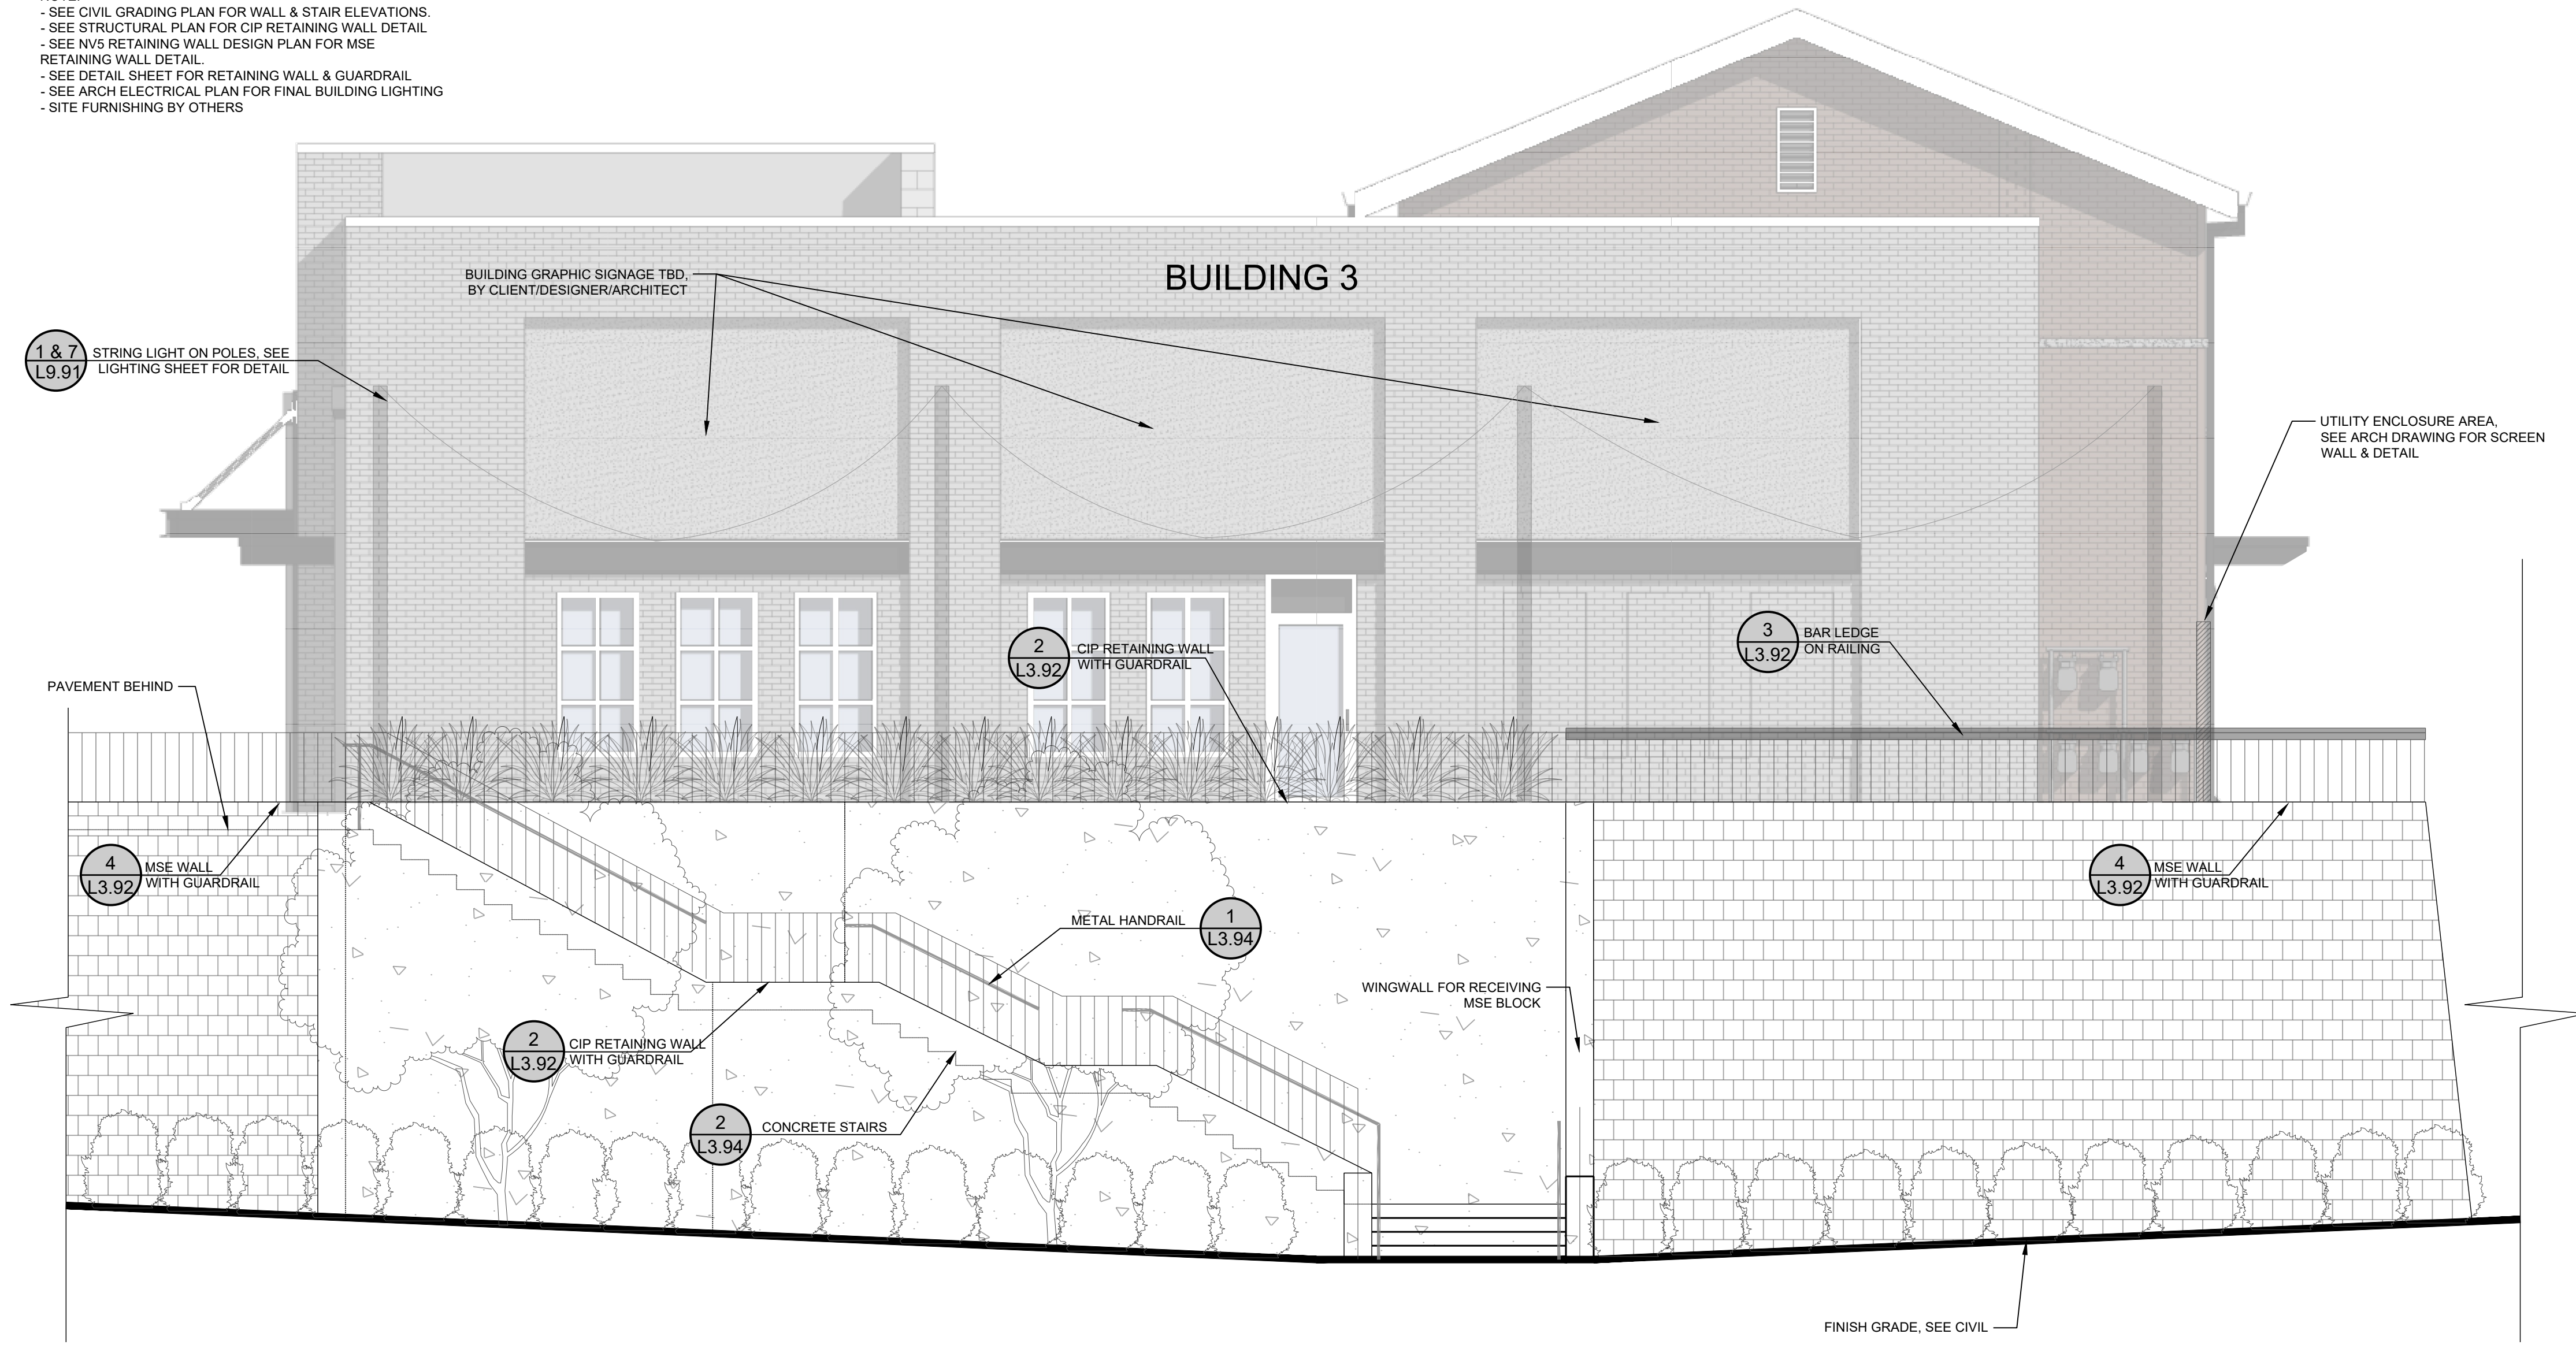 - SEE CIVIL GRADING PLAN FOR WALL & STAIR ELEVATIONS.
- SEE STRUCTURAL PLAN FOR CIP RETAINING WALL DETAIL
- SEE NV5 RETAINING WALL DESIGN PLAN FOR MSE
RETAINING WALL DETAIL.
- SEE DETAIL SHEET FOR RETAINING WALL & GUARDRAIL
- SEE ARCH ELECTRICAL PLAN FOR FINAL BUILDING LIGHTING
- SITE FURNISHING BY OTHERS
BUILDING GRAPHIC SIGNAGE TBD,
BY CLIENT/DESIGNER/ARCHITECT
BUILDING 3
1 & 7
L9.91
STRING LIGHT ON POLES, SEE
LIGHTING SHEET FOR DETAIL
UTILITY ENCLOSURE AREA,
SEE ARCH DRAWING FOR SCREEN
WALL & DETAIL
2
L3.92
CIP RETAINING WALL
WITH GUARDRAIL
3
L3.92
BAR LEDGE
ON RAILING
PAVEMENT BEHIND
4
L3.92
MSE WALL
WITH GUARDRAIL
4
L3.92
MSE WALL
WITH GUARDRAIL
METAL HANDRAIL
1
L3.94
WINGWALL FOR RECEIVING
MSE BLOCK
2
L3.92
CIP RETAINING WALL
WITH GUARDRAIL
2
L3.94
CONCRETE STAIRS
FINISH GRADE, SEE CIVIL